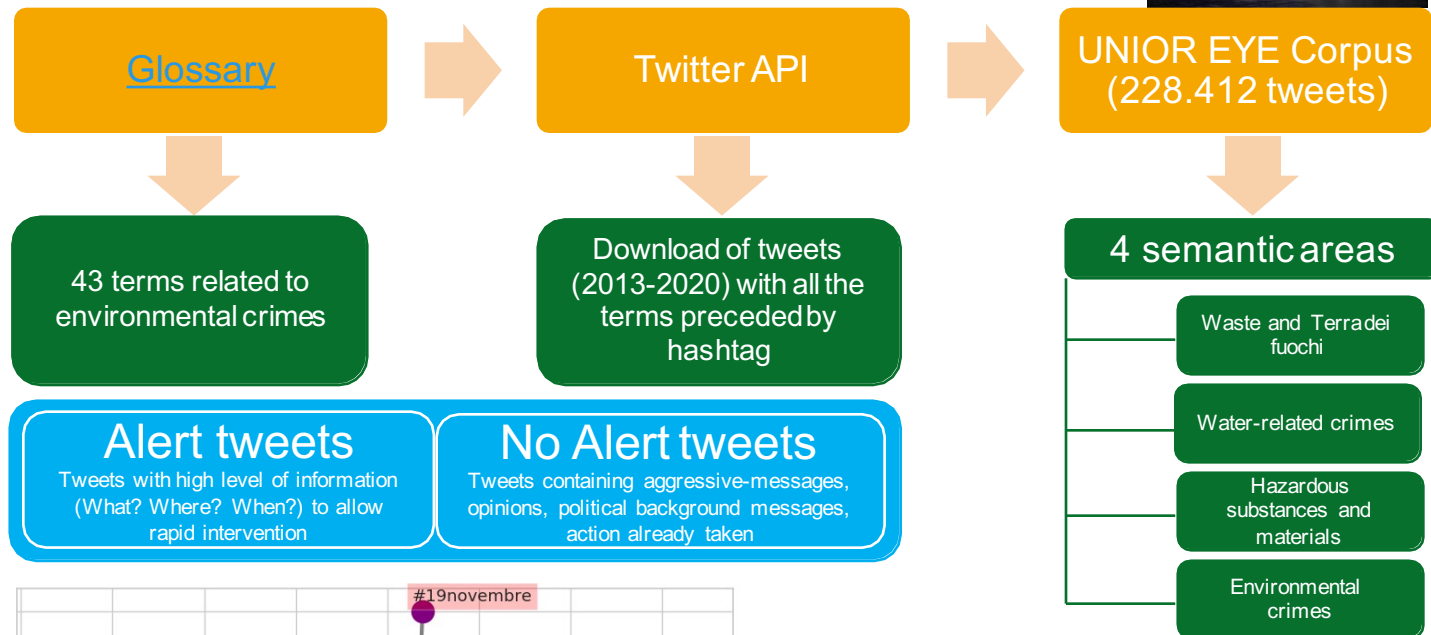 Glossary
Twitter API
UNIOR EYE Corpus
(228.412 tweets)
43 terms related to
environmental crimes
Download of tweets
(2013-2020) with all the
terms preceded by
hashtag
4 semantic areas
Waste and Terra dei
fuochi
Water-related crimes
Hazardous
substances and
materials
Environmental
crimes
Alert tweets
Tweets with high level of information
(What? Where? When?) to allow
rapid intervention
No Alert tweets
Tweets containing aggressive-messages,
opinions, political background messages,
action already taken
#19novembre